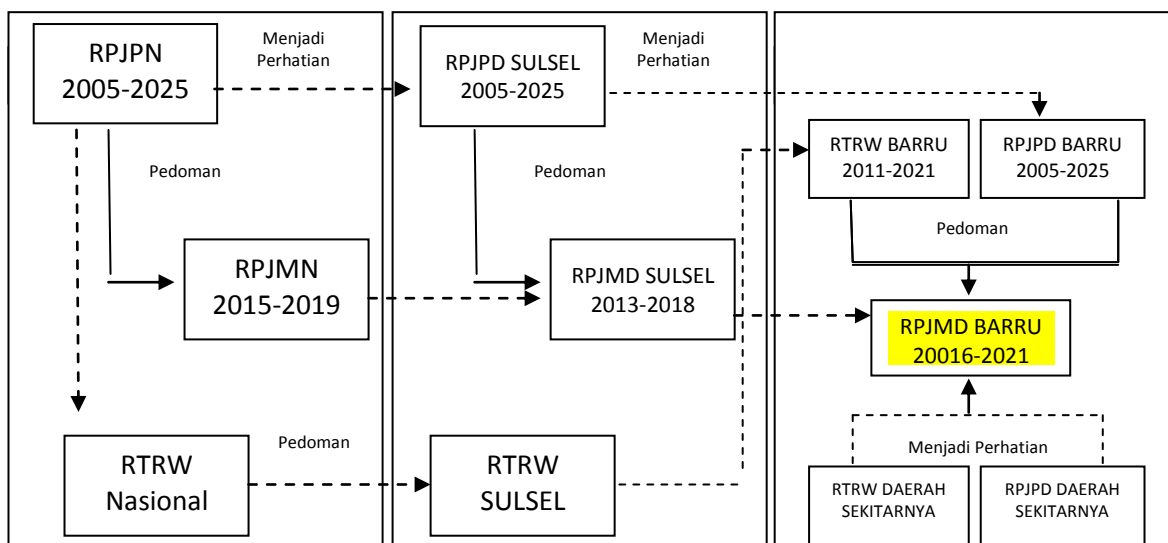 RPJPN
2005-2025
Menjadi
Perhatian
Pedoman
RPJMN
2015-2019
RTRW
Nasional
Pedoman
RPJPD SULSEL
2005-2025
Menjadi
Perhatian
Pedoman
RPJMD SULSEL
2013-2018
RTRW
SULSEL
RTRW BARRU
2011-2021
RPJPD BARRU
2005-2025
Pedoman
RPJMD BARRU
20016-2021
Menjadi Perhatian
RTRW DAERAH
SEKITARNYA
RPJPD DAERAH
SEKITARNYA